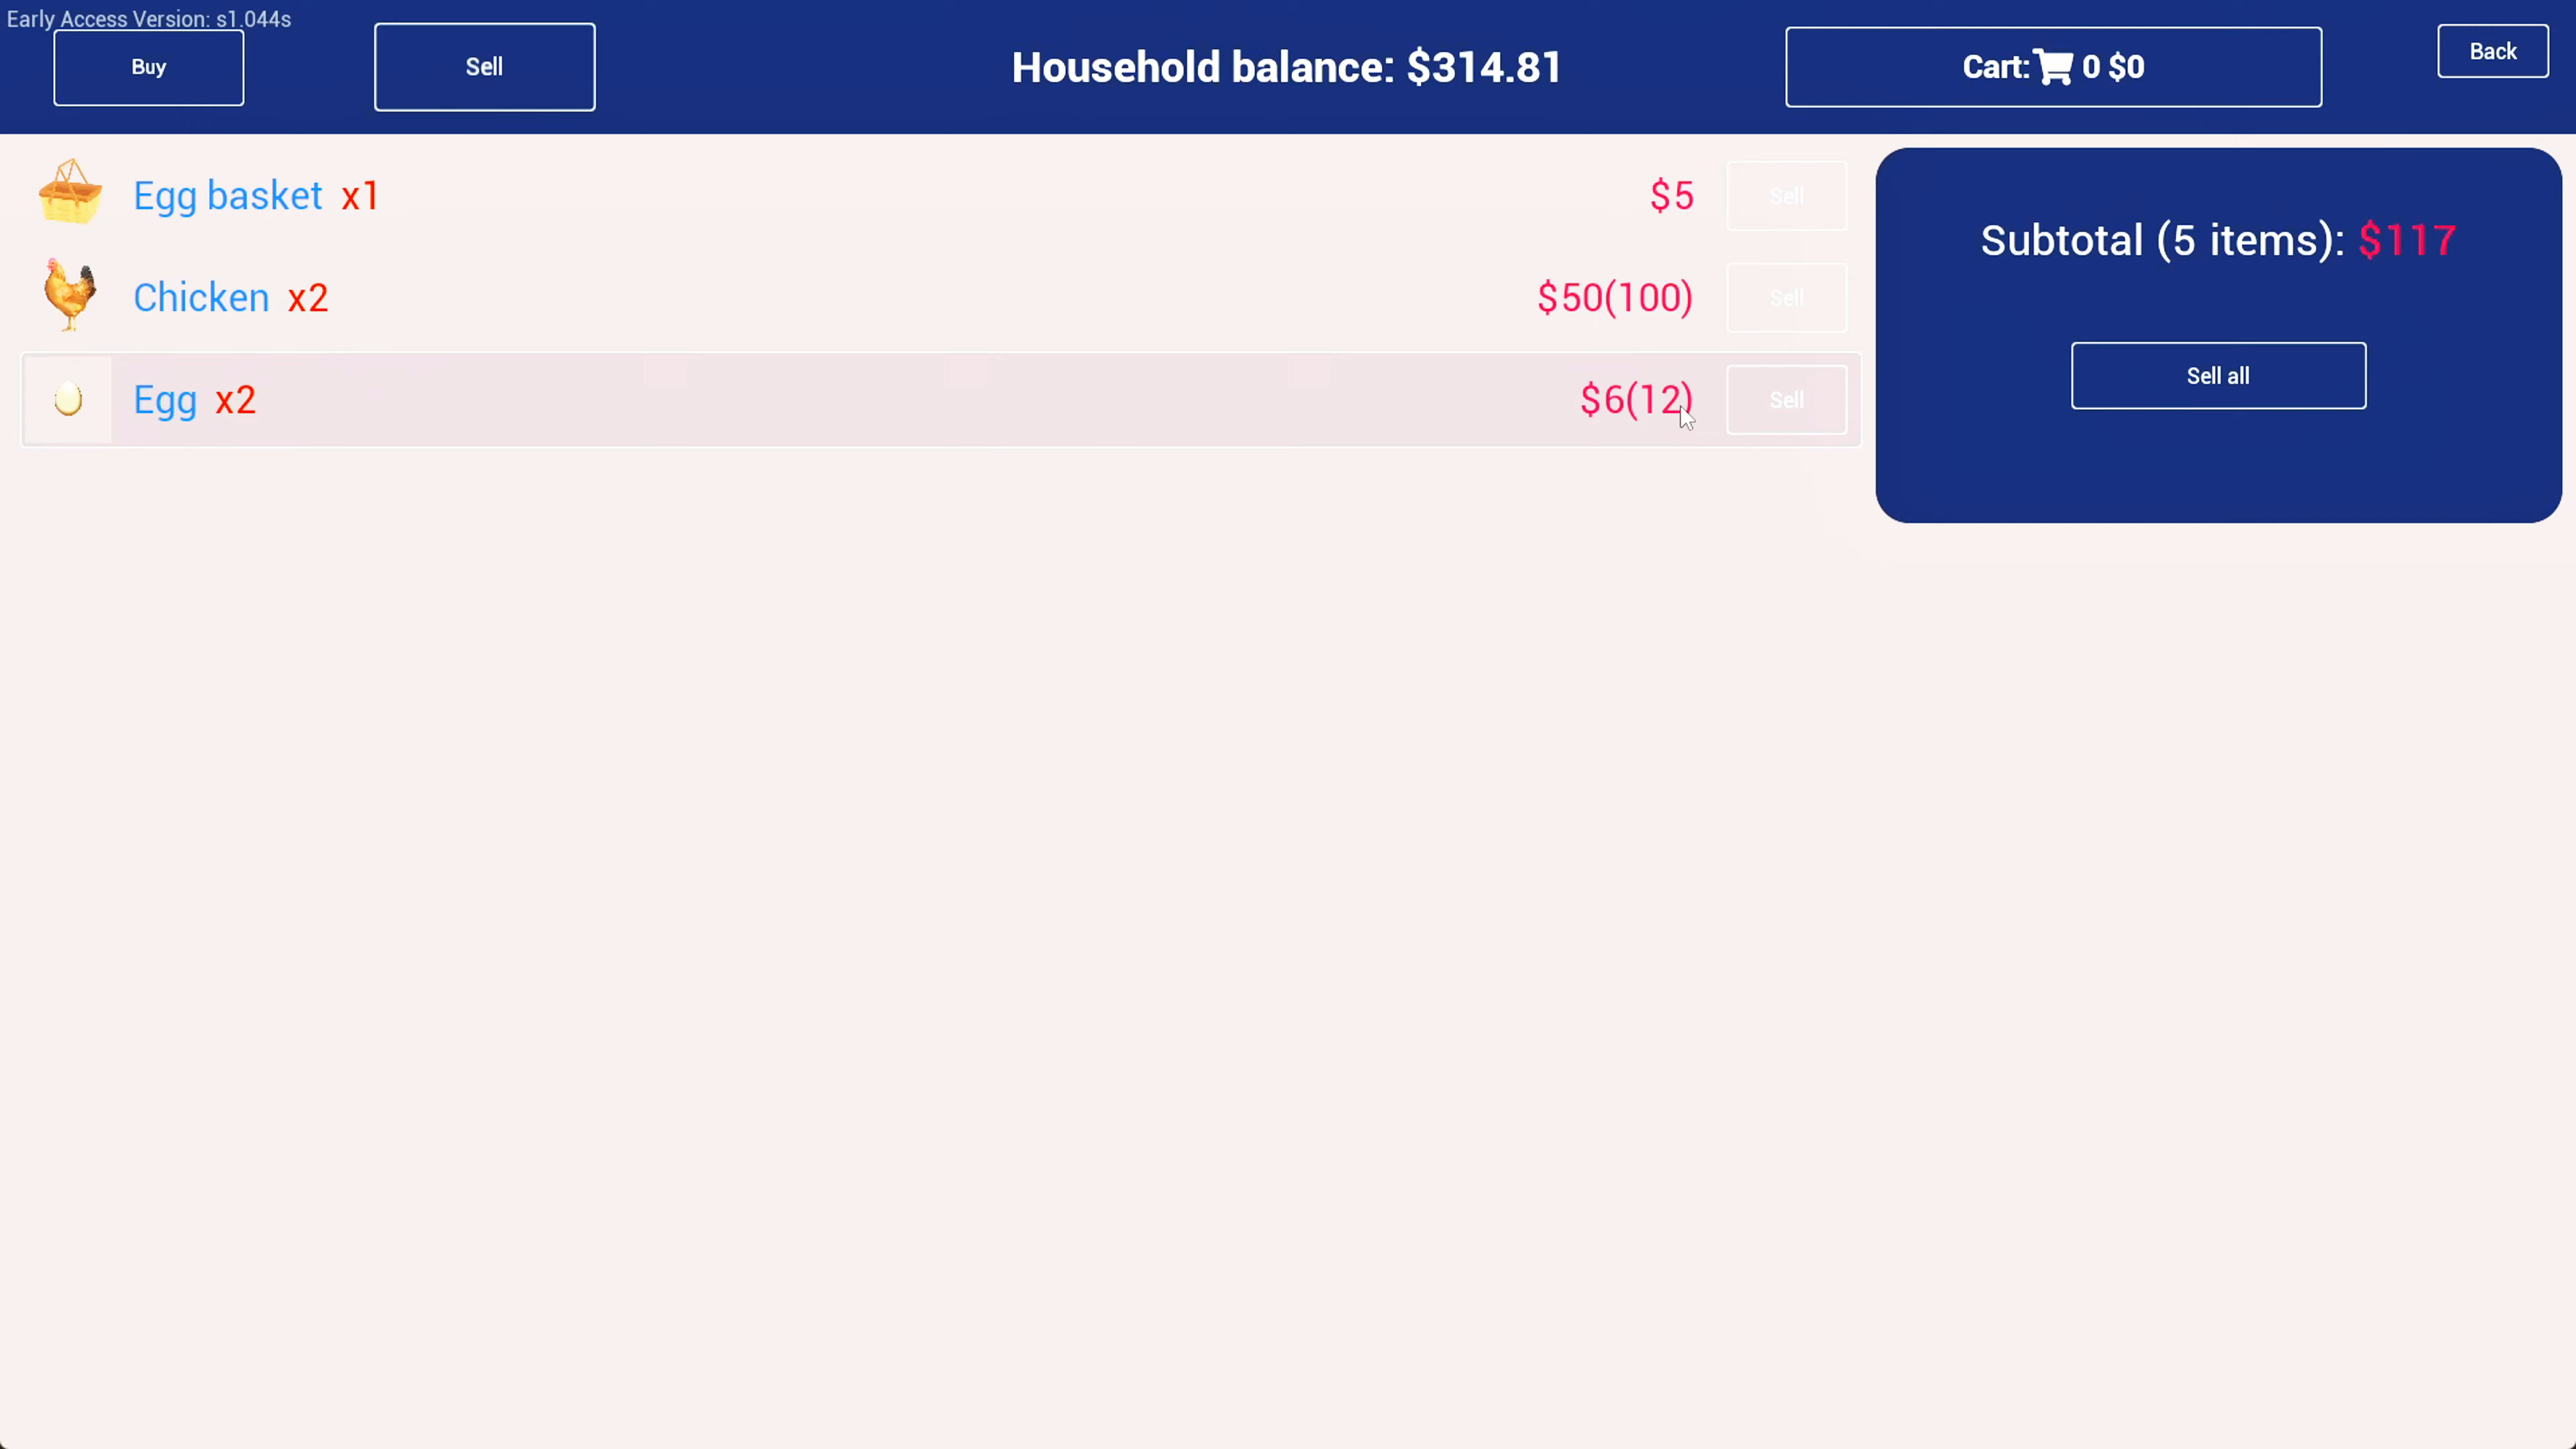 Early Access Version: s1.044s
Buy
Sell
Household balance: $314.81
Cart: 0 $0
Back
Egg basket x1 $5 Sell
Chicken x2 $50(100) Sell
Egg x2 $6(12) Sell
Subtotal (5 items): $117
Sell all